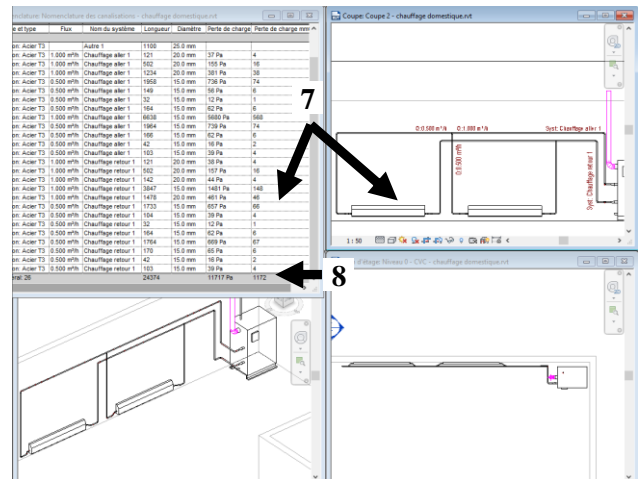 nclature: Nomenclature des canalisations - chauffage domestique.rvt
e et type Flux Nom du système Longueur Diamètre Perte de charge Perte de charge mm
on: Acier T3 Autre 1 1108 25.0 mm
on: Acier T3 1.000 m³/h Chauffage aller 1 121 20.0 mm 37 Pa 4
on: Acier T3 1.000 m³/h Chauffage aller 1 502 20.0 mm 155 Pa 16
on: Acier T3 1.000 m³/h Chauffage aller 1 1234 20.0 mm 381 Pa 38
on: Acier T3 0.500 m³/h Chauffage aller 1 1958 15.0 mm 736 Pa 74
on: Acier T3 0.500 m³/h Chauffage aller 1 149 15.0 mm 56 Pa 6
on: Acier T3 0.500 m³/h Chauffage aller 1 32 15.0 mm 12 Pa 1
on: Acier T3 0.500 m³/h Chauffage aller 1 164 15.0 mm 62 Pa 6
on: Acier T3 1.000 m³/h Chauffage aller 1 6638 15.0 mm 5680 Pa 568
on: Acier T3 0.500 m³/h Chauffage aller 1 1964 15.0 mm 739 Pa 74
on: Acier T3 0.500 m³/h Chauffage aller 1 166 15.0 mm 62 Pa 6
on: Acier T3 0.500 m³/h Chauffage aller 1 42 15.0 mm 16 Pa 2
on: Acier T3 0.500 m³/h Chauffage aller 1 103 15.0 mm 39 Pa 4
on: Acier T3 1.000 m³/h Chauffage retour 1 121 20.0 mm 38 Pa 4
on: Acier T3 1.000 m³/h Chauffage retour 1 502 20.0 mm 157 Pa 16
on: Acier T3 1.000 m³/h Chauffage retour 1 142 20.0 mm 44 Pa 4
on: Acier T3 0.500 m³/h Chauffage retour 1 3947 15.0 mm 1481 Pa 148
on: Acier T3 1.000 m³/h Chauffage retour 1 1478 20.0 mm 461 Pa 46
on: Acier T3 0.500 m³/h Chauffage retour 1 1733 15.0 mm 657 Pa 66
on: Acier T3 0.500 m³/h Chauffage retour 1 104 15.0 mm 39 Pa 4
on: Acier T3 0.500 m³/h Chauffage retour 1 32 15.0 mm 12 Pa 1
on: Acier T3 0.500 m³/h Chauffage retour 1 164 15.0 mm 62 Pa 6
on: Acier T3 0.500 m³/h Chauffage retour 1 1764 15.0 mm 669 Pa 67
on: Acier T3 0.500 m³/h Chauffage retour 1 170 15.0 mm 65 Pa 6
on: Acier T3 0.500 m³/h Chauffage retour 1 42 15.0 mm 16 Pa 2
on: Acier T3 0.500 m³/h Chauffage retour 1 103 15.0 mm 39 Pa 4
éral: 26 24374 11717 Pa 1172
7
8
Coupe: Coupe 2 - chauffage domestique.rvt
O:0.500 m³/h O:1.000 m³/h Syst: Chauffage aller 1
O:0.500 m³/h
Syst: Chauffage retour 1
1 : 50
d'étage: Niveau 0 - CVC - chauffage domestique.rvt